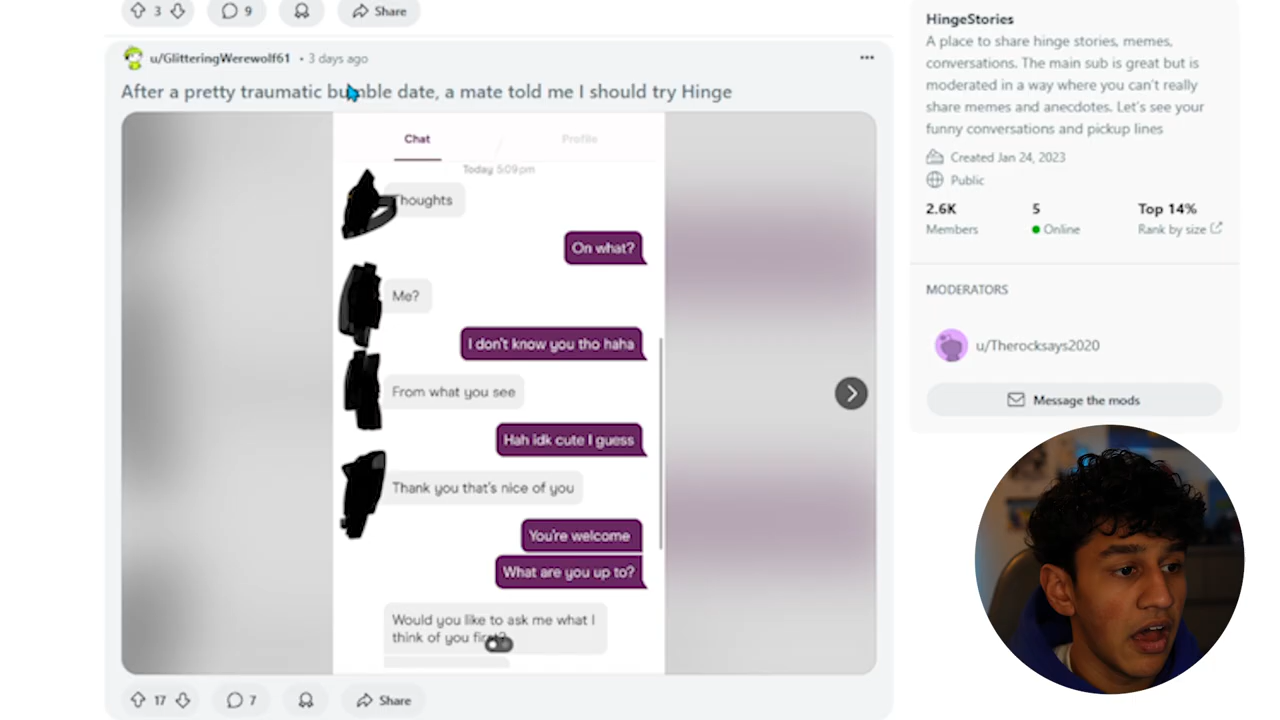 3
9
Share
u/GlitteringWerewolf61 • 3 days ago
After a pretty traumatic bumble date, a mate told me I should try Hinge
Chat
Profile
Today 5:09pm
Thoughts
On what?
Me?
I don't know you tho haha
From what you see
Hah idk cute I guess
Thank you that's nice of you
You're welcome
What are you up to?
Would you like to ask me what I
think of you first?
17
7
Share
HingeStories
A place to share hinge stories, memes,
conversations. The main sub is great but is
moderated in a way where you can't really
share memes and anecdotes. Let's see your
funny conversations and pickup lines
Created Jan 24, 2023
Public
2.6K
Members
5
Online
Top 14%
Rank by size
MODERATORS
u/Therocksays2020
Message the mods